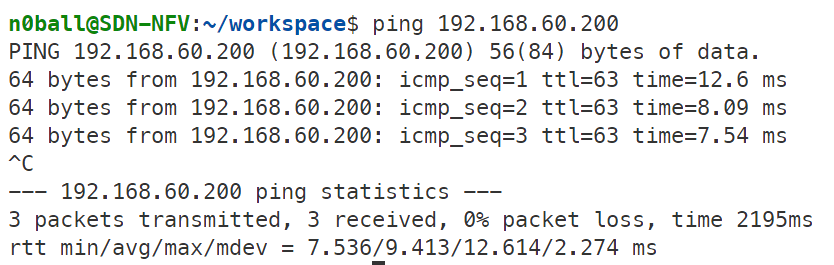 n0ball@SDN-NFV:~/workspace$ ping 192.168.60.200
PING 192.168.60.200 (192.168.60.200) 56(84) bytes of data.
64 bytes from 192.168.60.200: icmp_seq=1 ttl=63 time=12.6 ms
64 bytes from 192.168.60.200: icmp_seq=2 ttl=63 time=8.09 ms
64 bytes from 192.168.60.200: icmp_seq=3 ttl=63 time=7.54 ms
^C
--- 192.168.60.200 ping statistics ---
3 packets transmitted, 3 received, 0% packet loss, time 2195ms
rtt min/avg/max/mdev = 7.536/9.413/12.614/2.274 ms